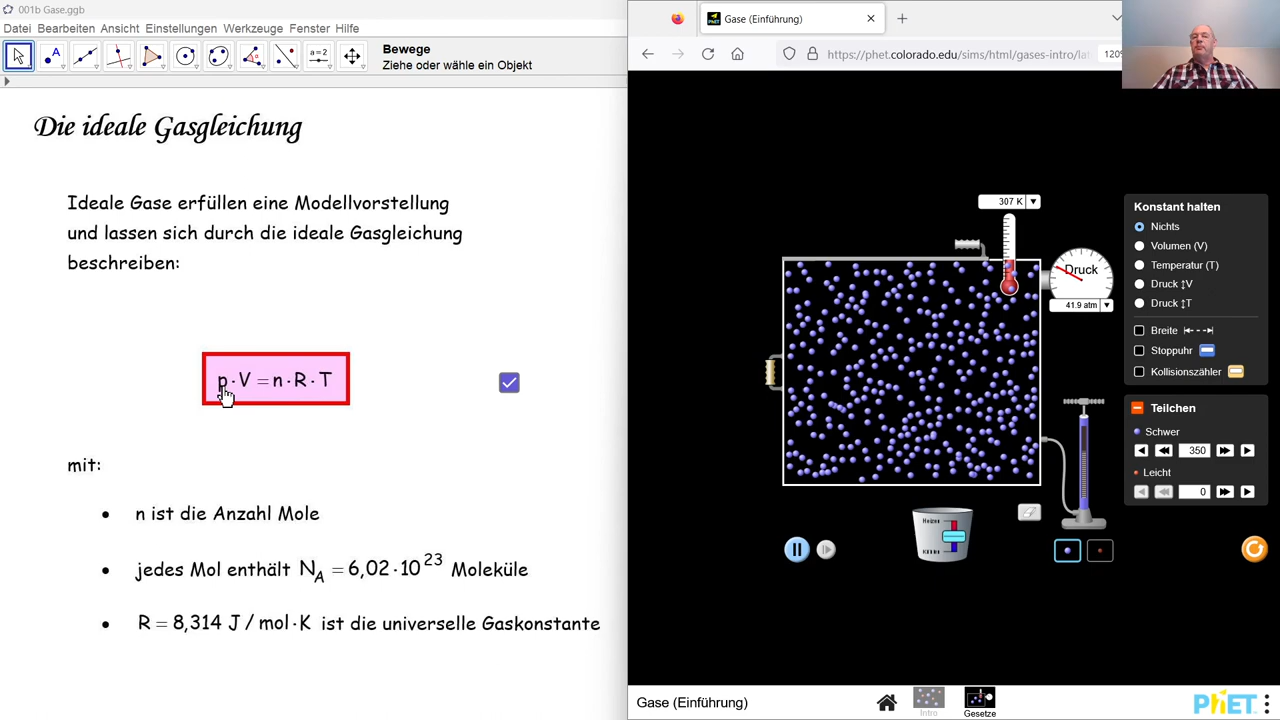 001b Gase.ggb
Datei Bearbeiten Ansicht Einstellungen Werkzeuge Fenster Hilfe
A
a=2
Bewege
Ziehe oder wähle ein Objekt
Die ideale Gasgleichung
Ideale Gase erfüllen eine Modellvorstellung
und lassen sich durch die ideale Gasgleichung
beschreiben:
p · V = n · R · T
mit:
• n ist die Anzahl Mole
• jedes Mol enthält N_A = 6,02 · 10^23 Moleküle
• R = 8,314 J / mol · K ist die universelle Gaskonstante
Gase (Einführung)
https://phet.colorado.edu/sims/html/gases-intro/lat
120%
307 K
Druck
41.9 atm
Konstant halten
Nichts
Volumen (V)
Temperatur (T)
Druck ↕V
Druck ↕T
Breite
Stoppuhr
Kollisionszähler
Teilchen
Schwer
350
Leicht
0
Heizen
Kühlen
Gase (Einführung)
Intro
Gesetze
PhET